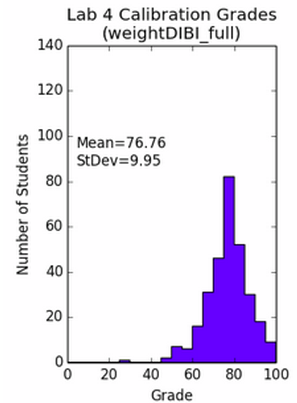 Lab 4 Calibration Grades
(weightDIBI_full)
140
120
100
80
60
40
20
0
Number of Students
Mean=76.76
StDev=9.95
0 20 40 60 80 100
Grade